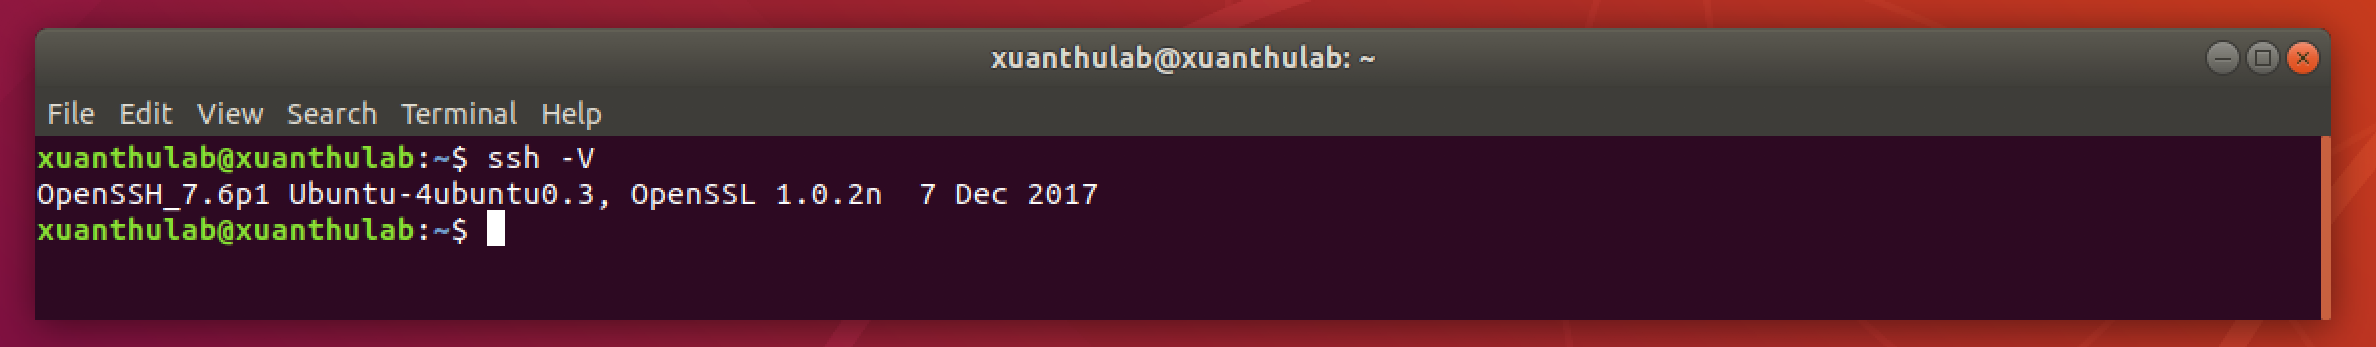 xuanthulab@xuanthulab: ~
File Edit View Search Terminal Help
xuanthulab@xuanthulab:~$ ssh -V
OpenSSH_7.6p1 Ubuntu-4ubuntu0.3, OpenSSL 1.0.2n  7 Dec 2017
xuanthulab@xuanthulab:~$